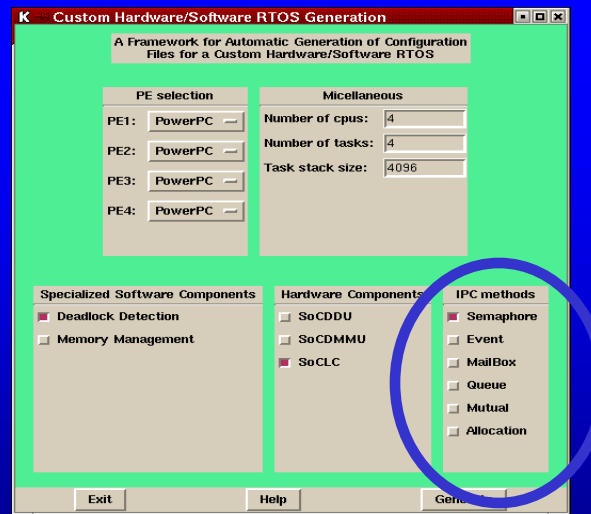 K Custom Hardware/Software RTOS Generation
A Framework for Automatic Generation of Configuration
Files for a Custom Hardware/Software RTOS
PE selection
PE1: PowerPC
PE2: PowerPC
PE3: PowerPC
PE4: PowerPC
Micellaneous
Number of cpus: 4
Number of tasks: 4
Task stack size: 4096
Specialized Software Components
Deadlock Detection
Memory Management
Hardware Components
SoCDDU
SoCDMMU
SoCLC
IPC methods
Semaphore
Event
MailBox
Queue
Mutual
Allocation
Exit
Help